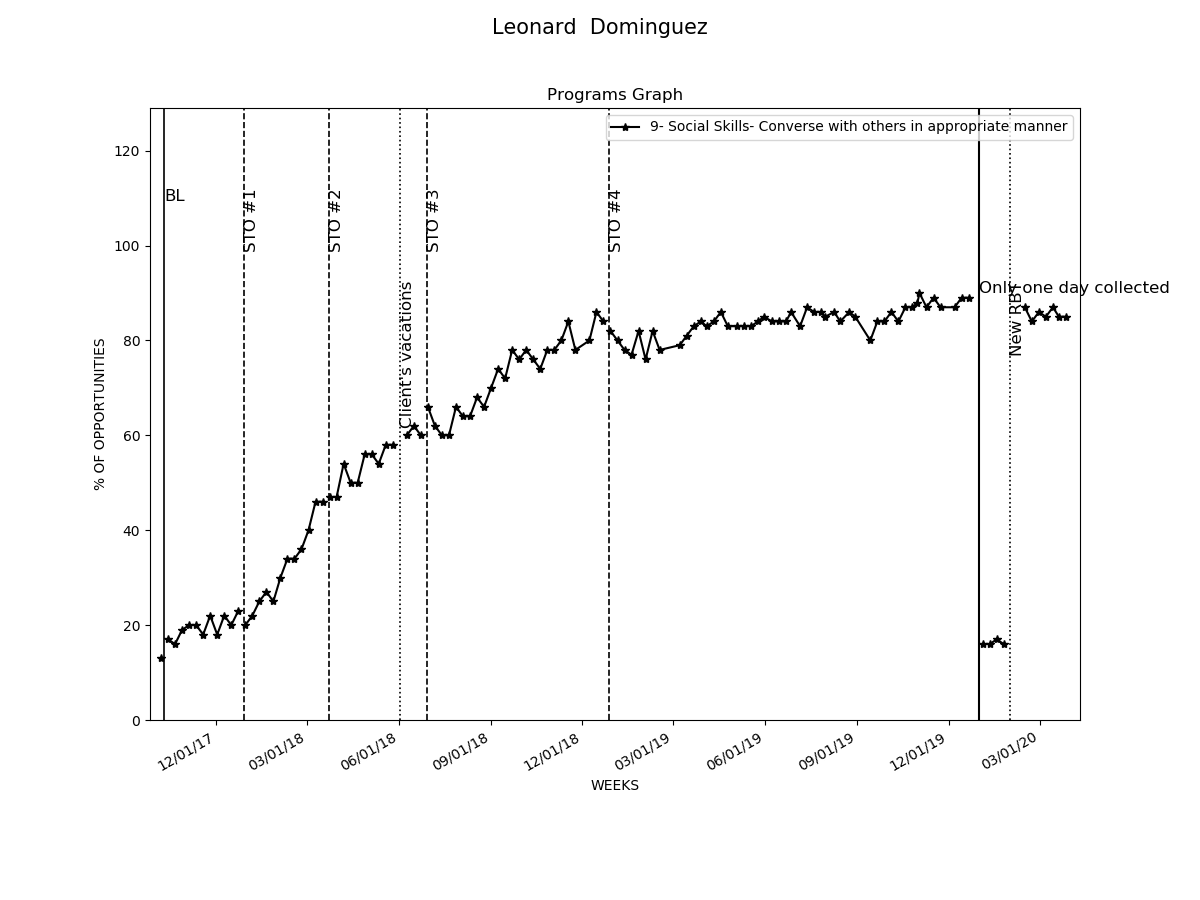 Leonard  Dominguez
Programs Graph
9- Social Skills- Converse with others in appropriate manner
120
100
80
60
40
20
0
% OF OPPORTUNITIES
BL
STO #1
STO #2
Client's vacations
STO #3
STO #4
Only one day collected
New RBT
12/01/17
03/01/18
06/01/18
09/01/18
12/01/18
03/01/19
06/01/19
09/01/19
12/01/19
03/01/20
WEEKS